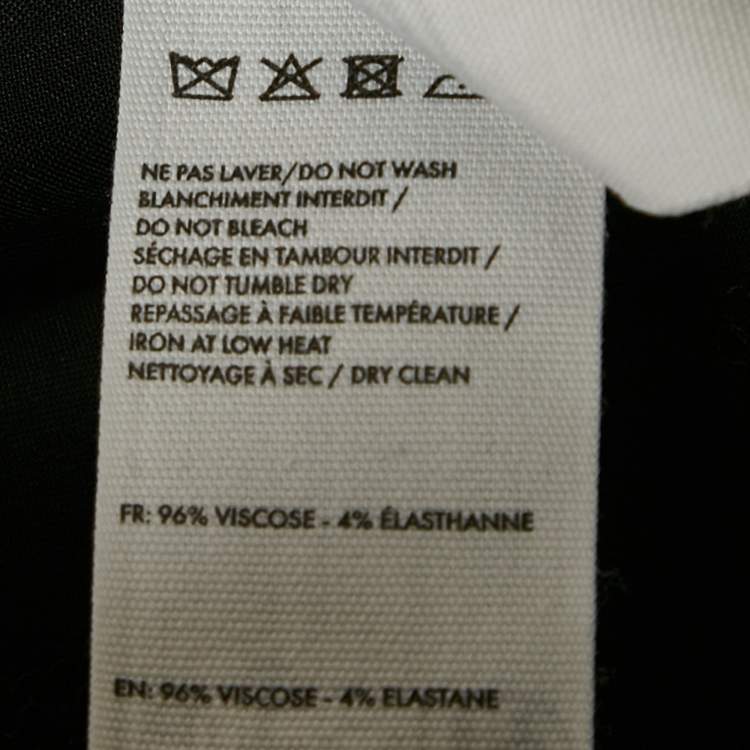 NE PAS LAVER/DO NOT WASH
BLANCHIMENT INTERDIT /
DO NOT BLEACH
SÉCHAGE EN TAMBOUR INTERDIT /
DO NOT TUMBLE DRY
REPASSAGE À FAIBLE TEMPÉRATURE /
IRON AT LOW HEAT
NETTOYAGE À SEC / DRY CLEAN
FR: 96% VISCOSE - 4% ÉLASTHANNE
EN: 96% VISCOSE - 4% ELASTANE